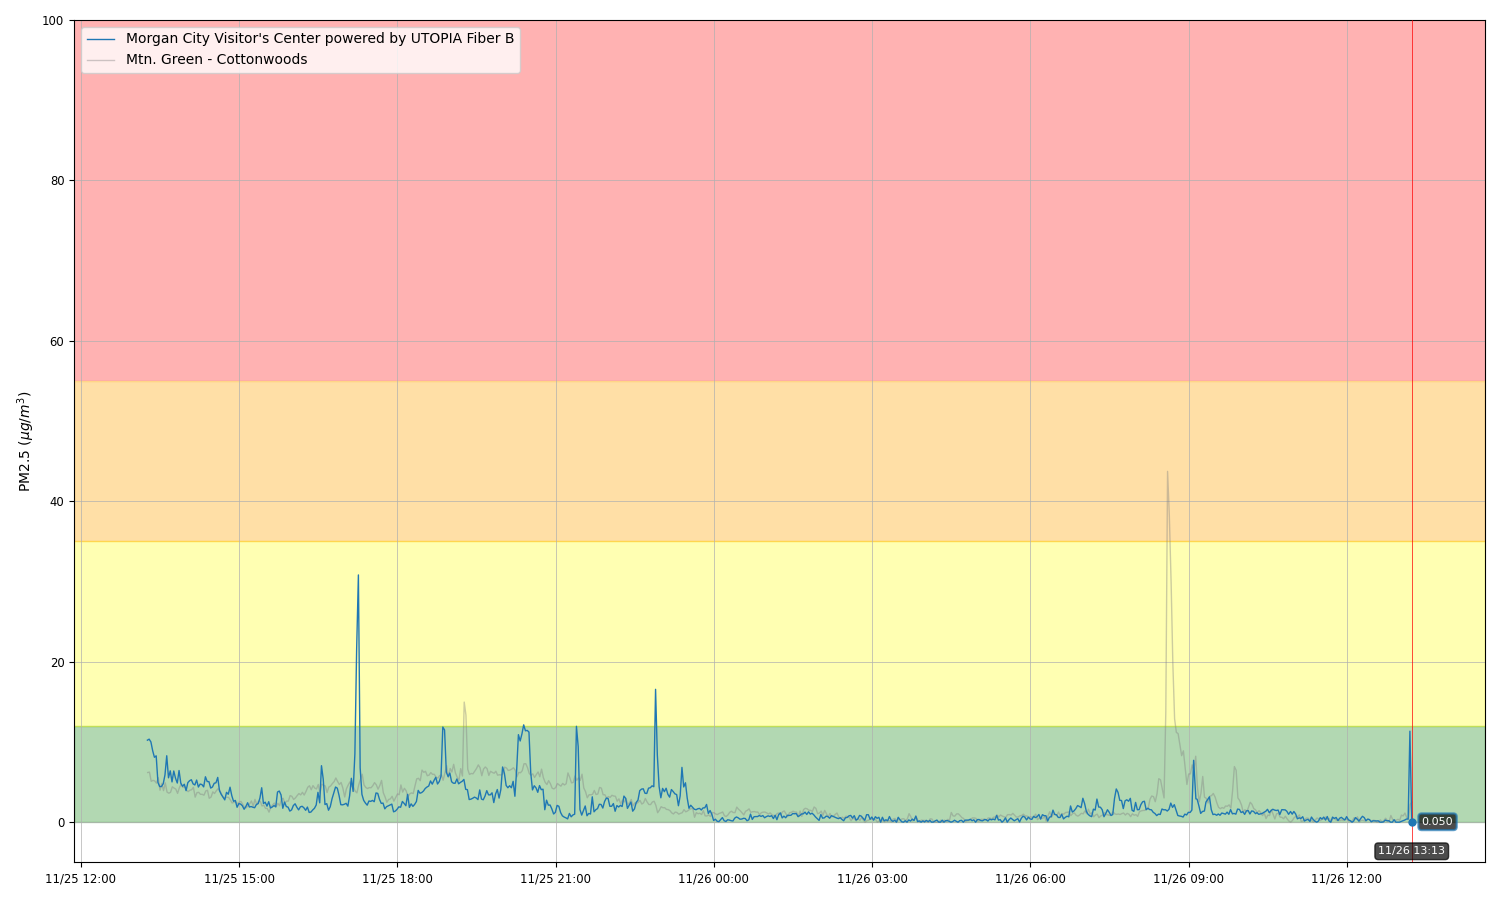 Morgan City Visitor's Center powered by UTOPIA Fiber B
Mtn. Green - Cottonwoods
100
80
60
40
20
0
PM2.5 (μg/m³)
0.050
11/26 13:13
11/25 12:00 11/25 15:00 11/25 18:00 11/25 21:00 11/26 00:00 11/26 03:00 11/26 06:00 11/26 09:00 11/26 12:00